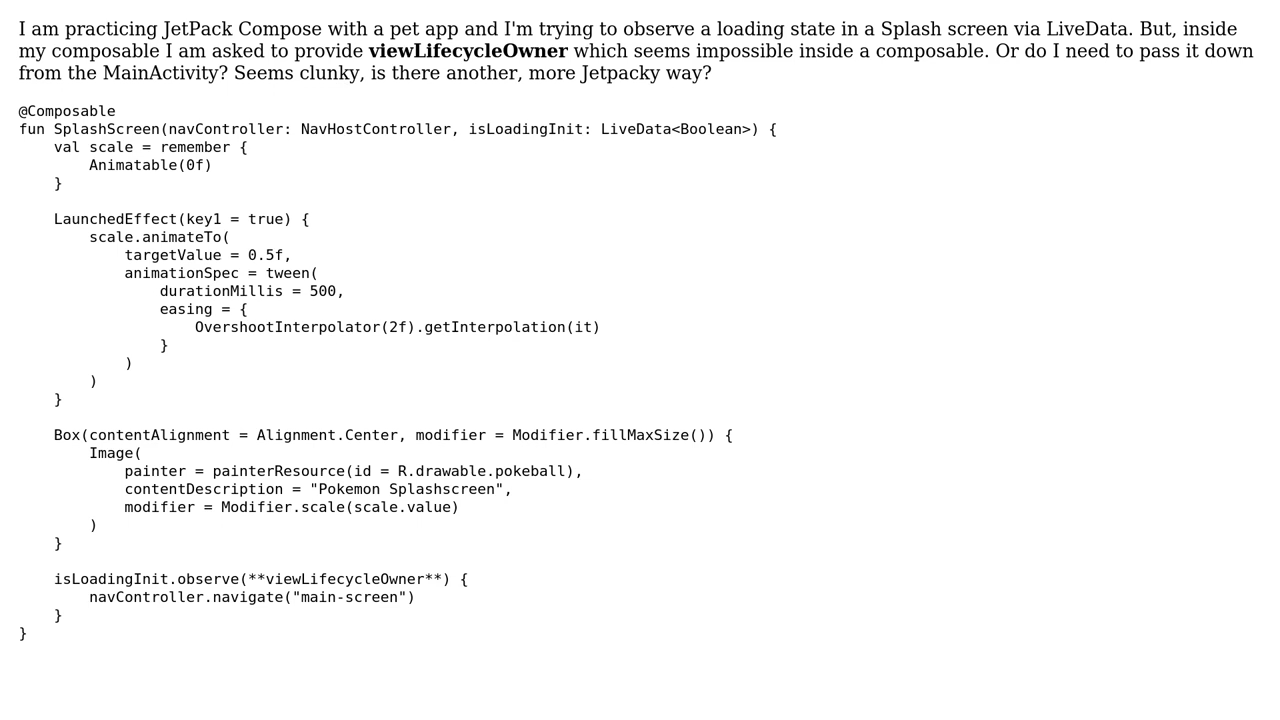 I am practicing JetPack Compose with a pet app and I'm trying to observe a loading state in a Splash screen via LiveData. But, inside
my composable I am asked to provide viewLifecycleOwner which seems impossible inside a composable. Or do I need to pass it down
from the MainActivity? Seems clunky, is there another, more Jetpacky way?
@Composable
fun SplashScreen(navController: NavHostController, isLoadingInit: LiveData<Boolean>) {
    val scale = remember {
        Animatable(0f)
    }
    LaunchedEffect(key1 = true) {
        scale.animateTo(
            targetValue = 0.5f,
            animationSpec = tween(
                durationMillis = 500,
                easing = {
                    OvershootInterpolator(2f).getInterpolation(it)
                }
            )
        )
    }
    Box(contentAlignment = Alignment.Center, modifier = Modifier.fillMaxSize()) {
        Image(
            painter = painterResource(id = R.drawable.pokeball),
            contentDescription = "Pokemon Splashscreen",
            modifier = Modifier.scale(scale.value)
        )
    }
    isLoadingInit.observe(**viewLifecycleOwner**) {
        navController.navigate("main-screen")
    }
}